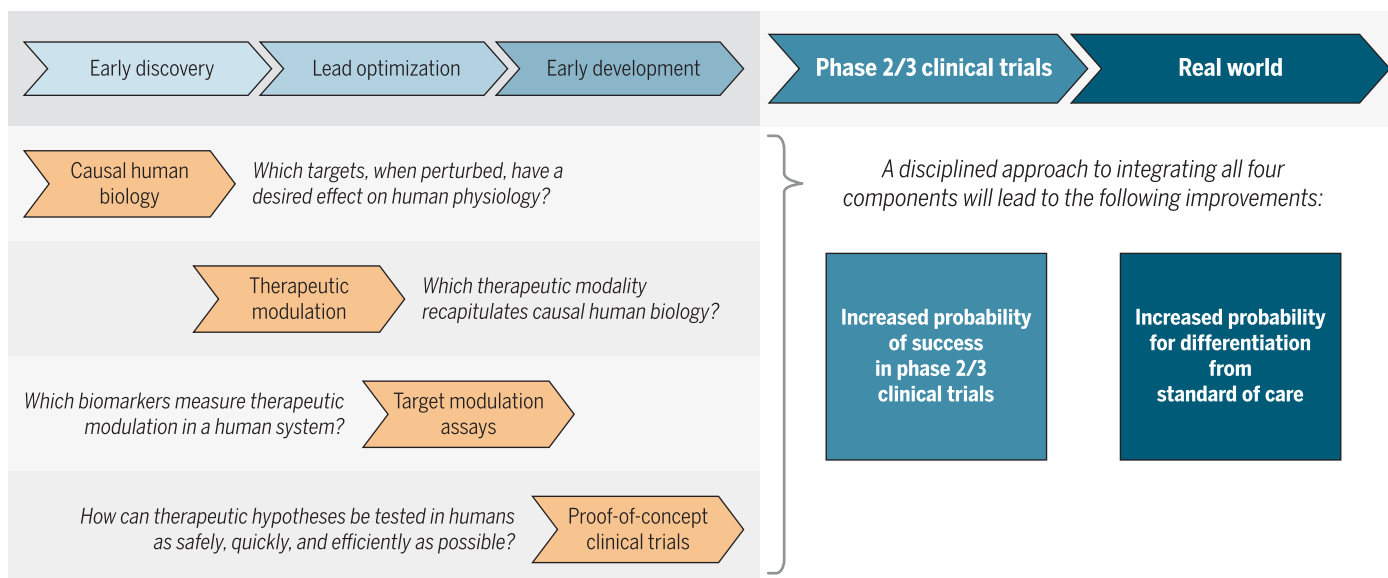 Early discovery
Lead optimization
Early development
Phase 2/3 clinical trials
Real world
Causal human
biology
Which targets, when perturbed, have a
desired effect on human physiology?
Therapeutic
modulation
Which therapeutic modality
recapitulates causal human biology?
Which biomarkers measure therapeutic
modulation in a human system?
Target modulation
assays
How can therapeutic hypotheses be tested in humans
as safely, quickly, and efficiently as possible?
Proof-of-concept
clinical trials
A disciplined approach to integrating all four
components will lead to the following improvements:
Increased probability
of success
in phase 2/3
clinical trials
Increased probability
for differentiation
from
standard of care